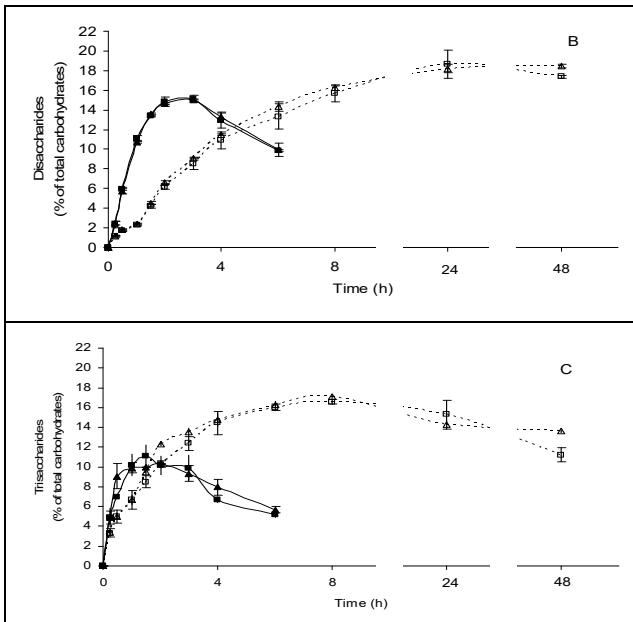 B
22
20
18
16
14
12
10
8
6
4
2
0
Disaccharides
(% of total carbohydrates)
0 4 8 24 48
Time (h)
C
22
20
18
16
14
12
10
8
6
4
2
0
Trisaccharides
(% of total carbohydrates)
0 4 8 24 48
Time (h)